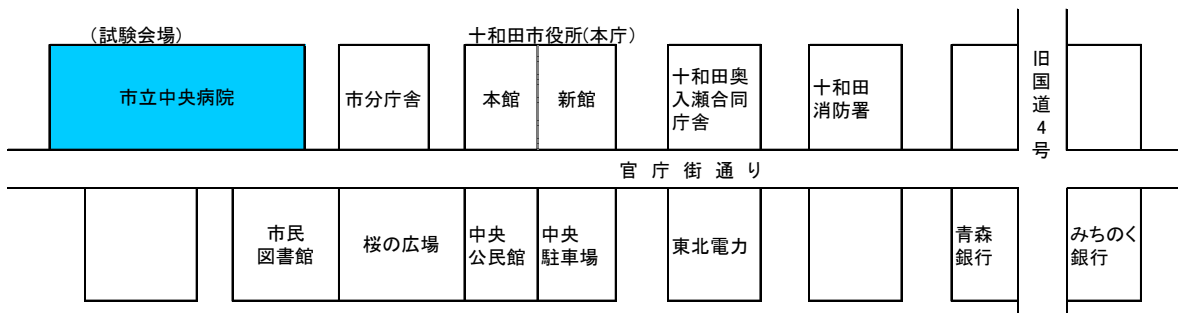 (試験会場)
市立中央病院
市分庁舎
十和田市役所(本庁)
本館
新館
十和田奥
入瀬合同
庁舎
十和田
消防署
旧国道4号
官庁街通り
市民
図書館
桜の広場
中央
公民館
中央
駐車場
東北電力
青森
銀行
みちのく
銀行